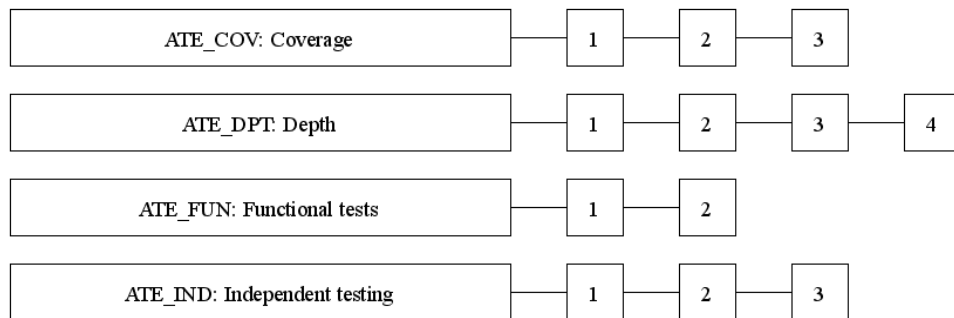 ATE_COV: Coverage 1 2 3
ATE_DPT: Depth 1 2 3 4
ATE_FUN: Functional tests 1 2
ATE_IND: Independent testing 1 2 3